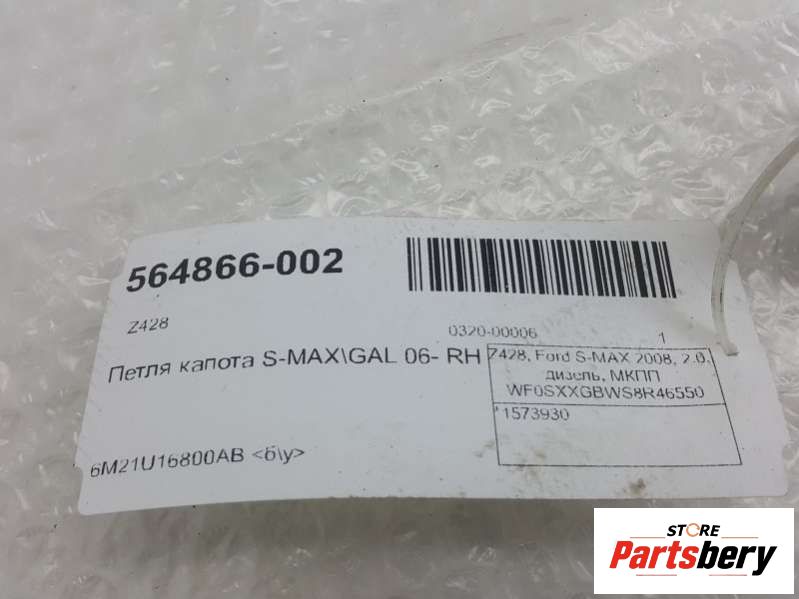 564866-002
Z428
0320-00006 1
Петля капота S-MAX\GAL 06- RH
Z428, Ford S-MAX 2008, 2.0,
дизель, МКПП
WF0SXXGBWS8R46550
1573930
6M21U16800AB <б\у>
STORE
Partsbery